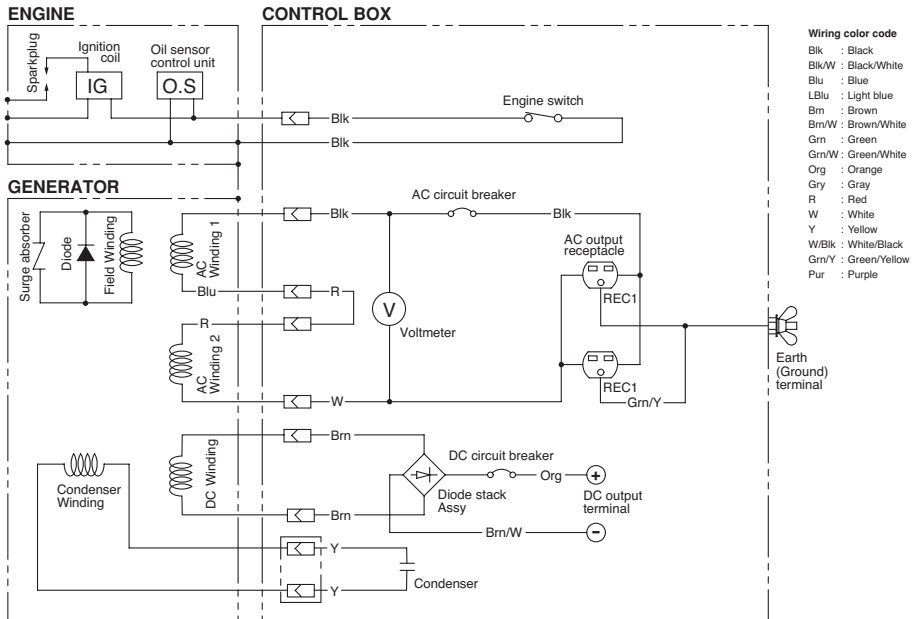 ENGINE
CONTROL BOX
Sparkplug
Ignition
coil
Oil sensor
control unit
IG
O.S
Blk
Engine switch
Blk
GENERATOR
Surge absorber
Diode
Field Winding
AC
Winding 1
Blk
AC circuit breaker
Blk
AC output
receptacle
REC1
Blu
R
V
Voltmeter
R
AC
Winding 2
REC1
W
Grn/Y
Earth
(Ground)
terminal
Condenser
Winding
DC Winding
Brn
DC circuit breaker
Diode stack
Assy
Org
+
DC output
terminal
Brn
Brn/W
−
Y
Condenser
Y
Wiring color code
Blk : Black
Blk/W : Black/White
Blu : Blue
LBlu : Light blue
Brn : Brown
Brn/W : Brown/White
Grn : Green
Grn/W : Green/White
Org : Orange
Gry : Gray
R : Red
W : White
Y : Yellow
W/Blk : White/Black
Grn/Y : Green/Yellow
Pur : Purple